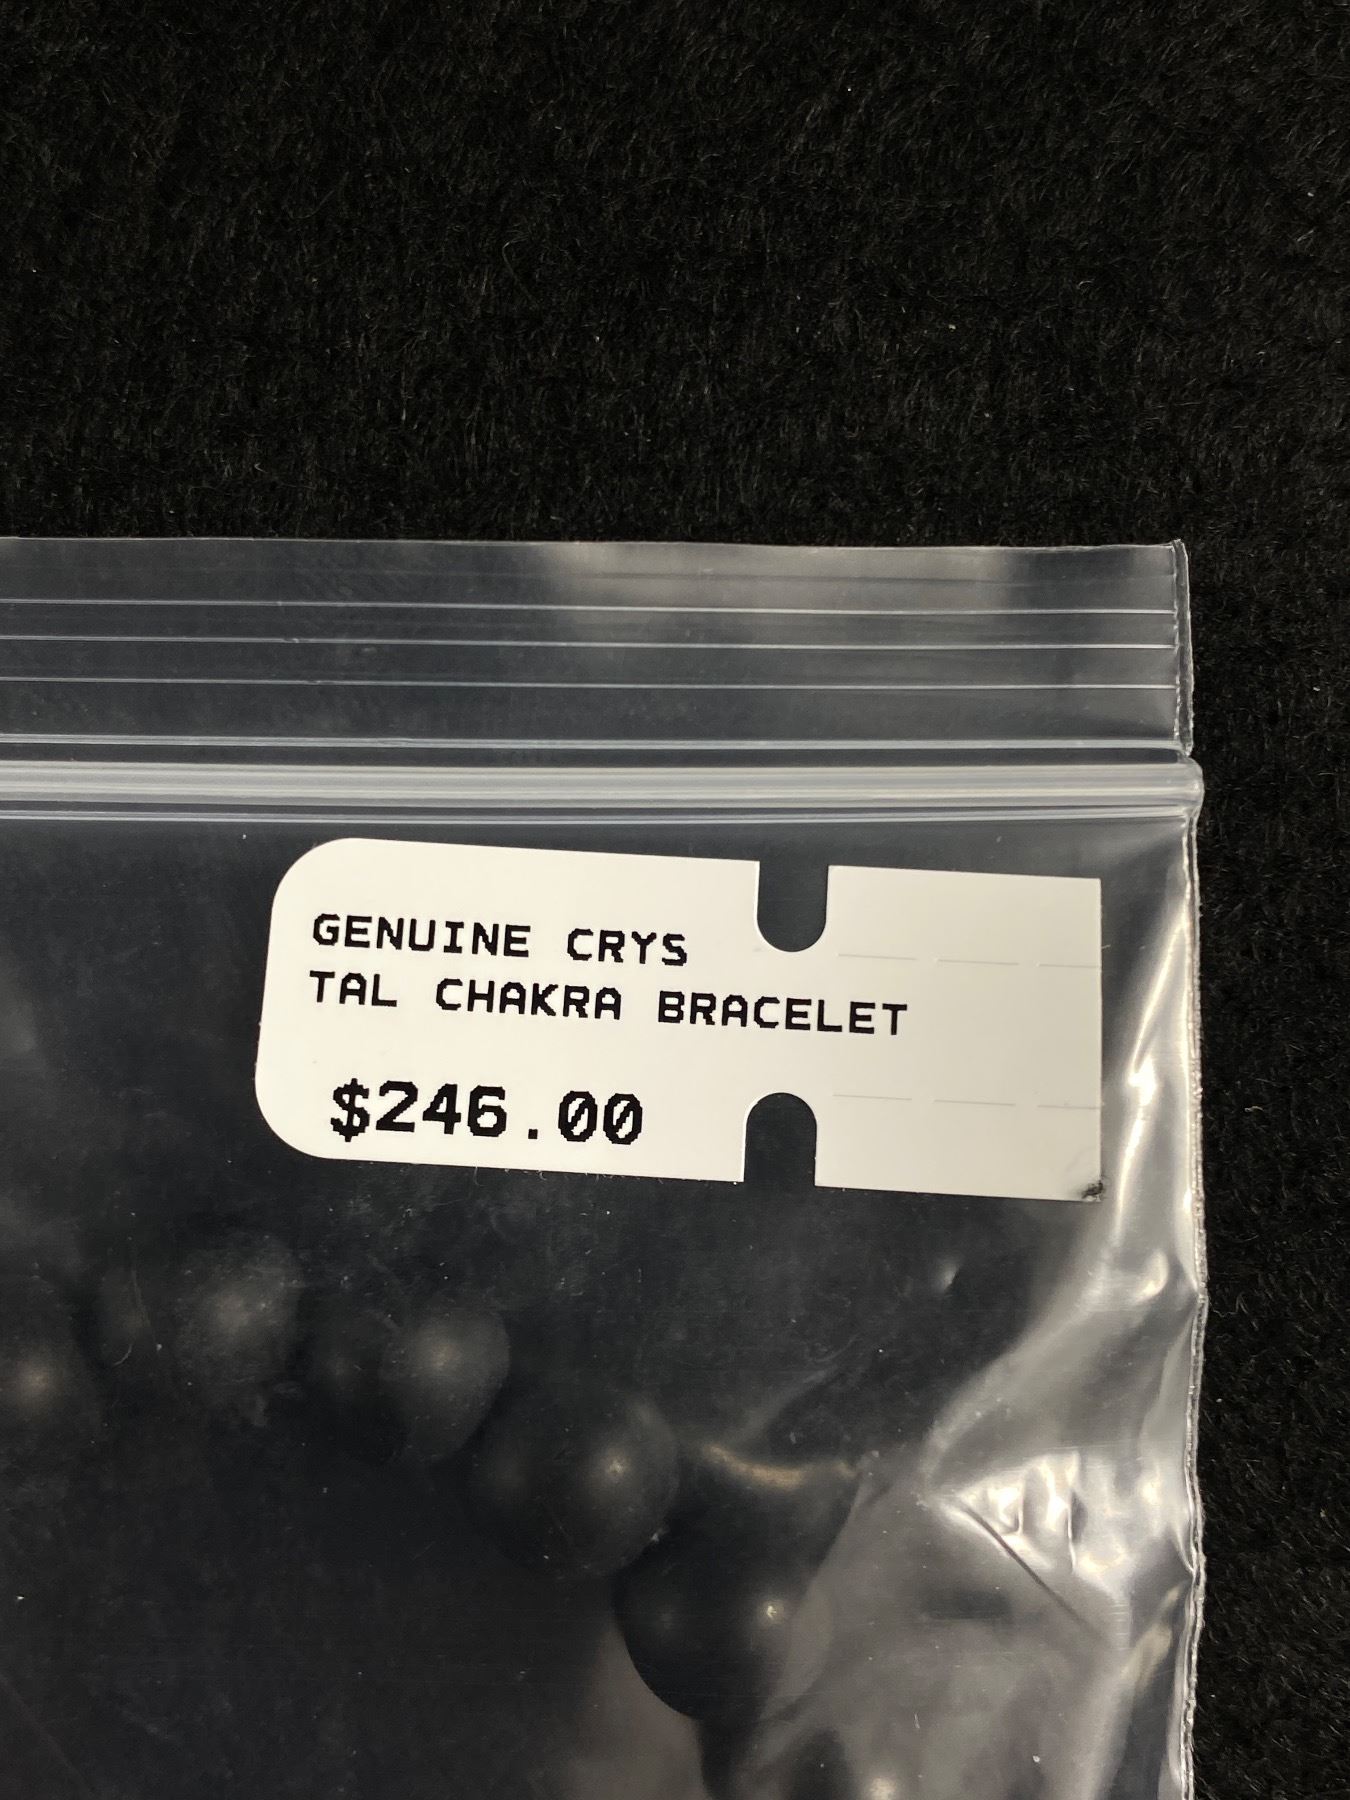 GENUINE CRYS
TAL CHAKRA BRACELET
$246.00